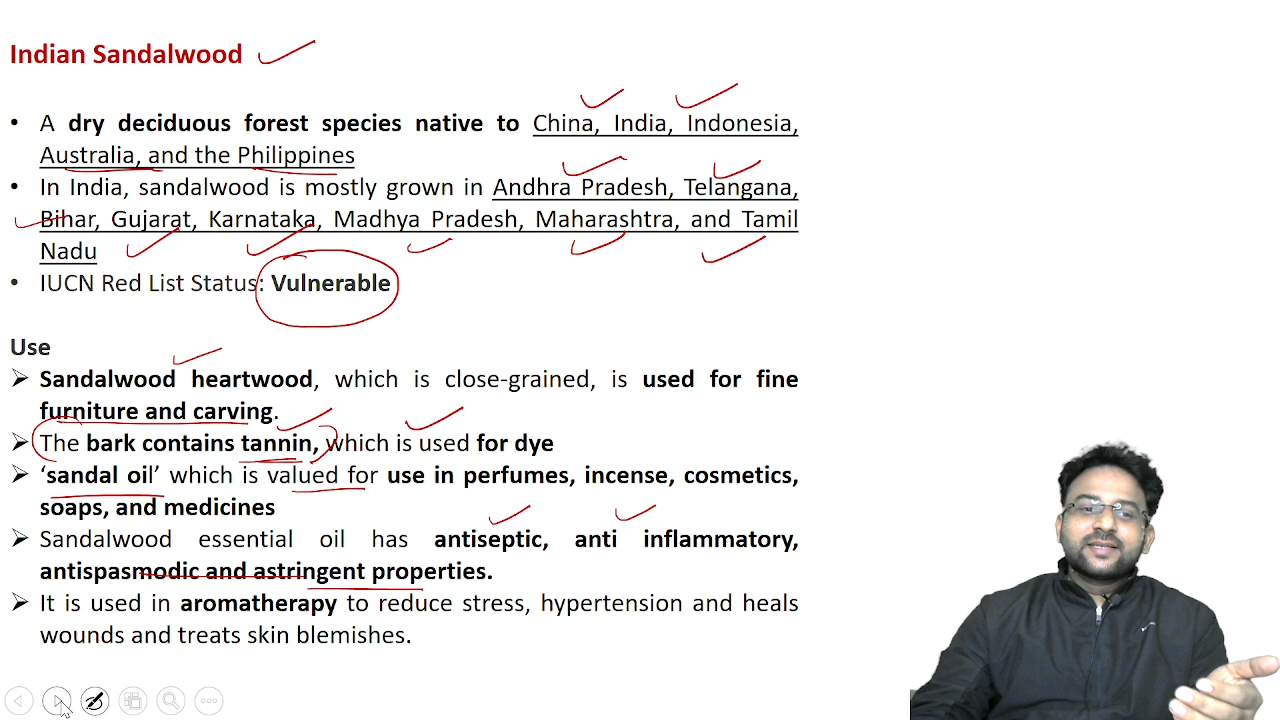 Indian Sandalwood
• A dry deciduous forest species native to China, India, Indonesia,
Australia, and the Philippines
• In India, sandalwood is mostly grown in Andhra Pradesh, Telangana,
Bihar, Gujarat, Karnataka, Madhya Pradesh, Maharashtra, and Tamil
Nadu
• IUCN Red List Status: Vulnerable
Use
➢ Sandalwood heartwood, which is close-grained, is used for fine
furniture and carving.
➢ The bark contains tannin, which is used for dye
➢ ‘sandal oil’ which is valued for use in perfumes, incense, cosmetics,
soaps, and medicines
➢ Sandalwood essential oil has antiseptic, anti inflammatory,
antispasmodic and astringent properties.
➢ It is used in aromatherapy to reduce stress, hypertension and heals
wounds and treats skin blemishes.